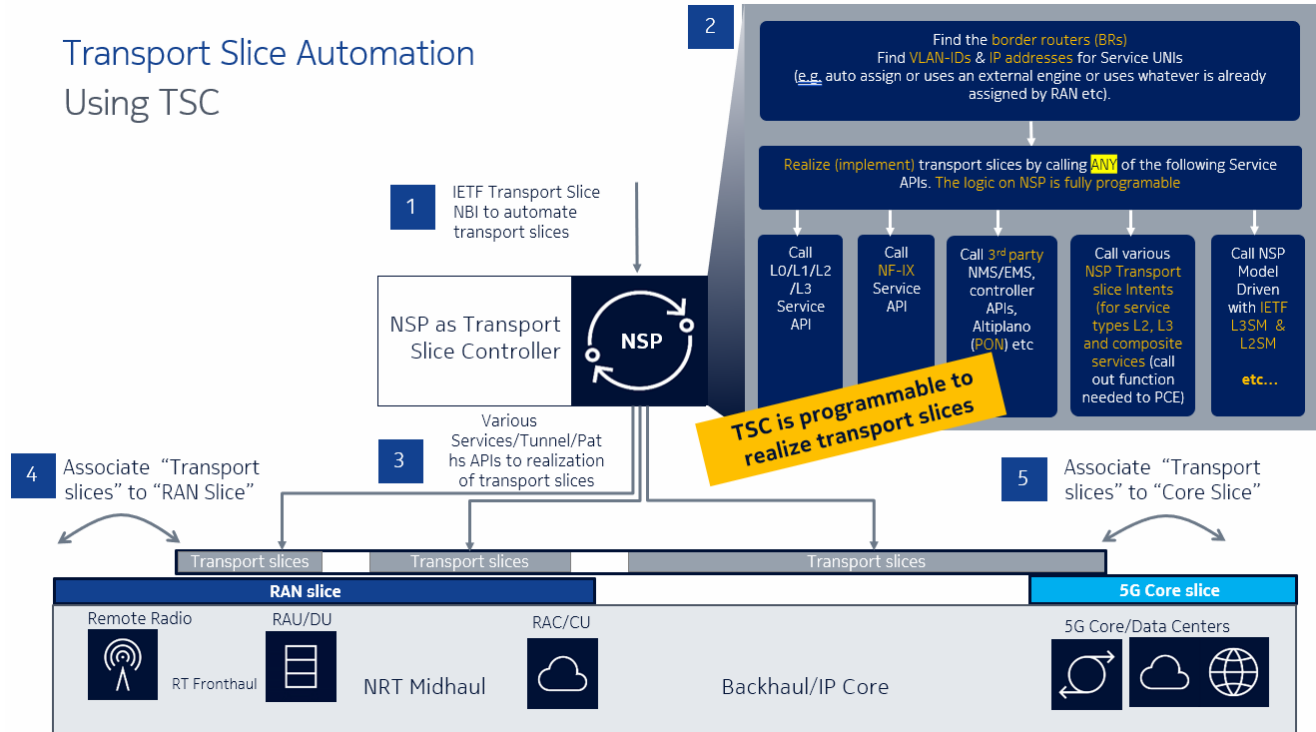 Transport Slice Automation
Using TSC
1
IETF Transport Slice
NBI to automate
transport slices
NSP as Transport
Slice Controller
NSP
2
Find the border routers (BRs)
Find VLAN-IDs & IP addresses for Service UNIs
(e.g. auto assign or uses an external engine or uses whatever is already
assigned by RAN etc).
Realize (implement) transport slices by calling ANY of the following Service
APIs. The logic on NSP is fully programable
Call
L0/L1/L2
/L3
Service
API
Call
NF-IX
Service
API
Call 3rd party
NMS/EMS,
controller
APIs,
Altiplano
(PON) etc
Call various
NSP Transport
slice Intents
(for service
types L2, L3
and composite
services (call
out function
needed to PCE)
Call NSP
Model
Driven
with IETF
L3SM &
L2SM
etc...
TSC is programmable to
realize transport slices
3
Various
Services/Tunnel/Pat
hs APIs to realization
of transport slices
4
Associate “Transport
slices” to “RAN Slice”
5
Associate “Transport
slices” to “Core Slice”
Transport slices
Transport slices
Transport slices
RAN slice
5G Core slice
Remote Radio
RAU/DU
RAC/CU
5G Core/Data Centers
RT Fronthaul
NRT Midhaul
Backhaul/IP Core